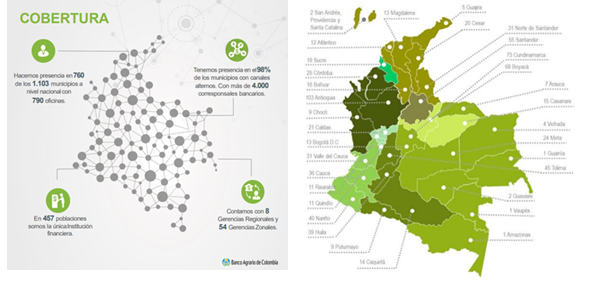 COBERTURA
Hacemos presencia en 760
de los 1.103 municipios a
nivel nacional con
790 oficinas.
Tenemos presencia en el 98%
de los municipios con canales
alternos. Con más de 4.000
corresponsales bancarios.
En 457 poblaciones
somos la única Institución
financiera.
Contamos con 8
Gerencias Regionales y
54 Gerencias Zonales.
Banco Agrario de Colombia
2 San Andrés,
Providencia y
Santa Catalina
13 Magdalena
5 Guajira
20 Cesar
12 Atlántico
31 Norte de Santander
55 Santander
73 Cundinamarca
68 Boyacá
19 Sucre
26 Córdoba
16 Bolívar
103 Antioquia
9 Chocó
21 Caldas
13 Bogotá D.C
31 Valle del Cauca
36 Cauca
11 Risaralda
11 Quindío
40 Nariño
39 Huila
9 Putumayo
14 Caquetá
7 Arauca
15 Casanare
4 Vichada
24 Meta
1 Guainía
45 Tolima
2 Guaviare
1 Vaupés
1 Amazonas